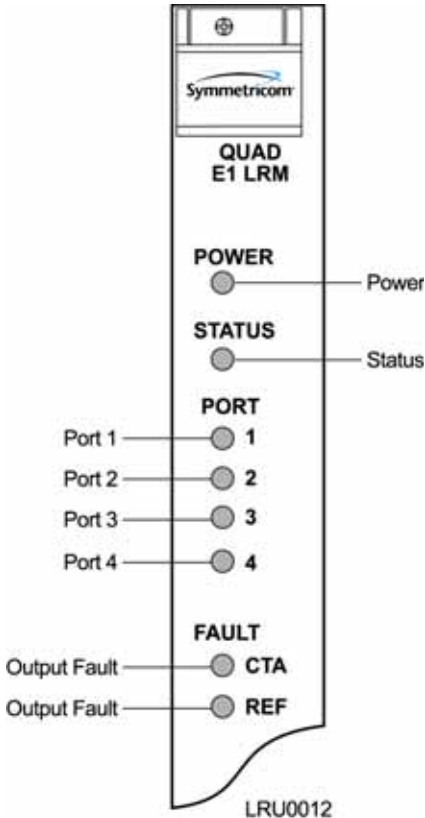 Symmetricom
QUAD
E1 LRM
POWER
Power
STATUS
Status
PORT
Port 1 1
Port 2 2
Port 3 3
Port 4 4
FAULT
Output Fault CTA
Output Fault REF
LRU0012